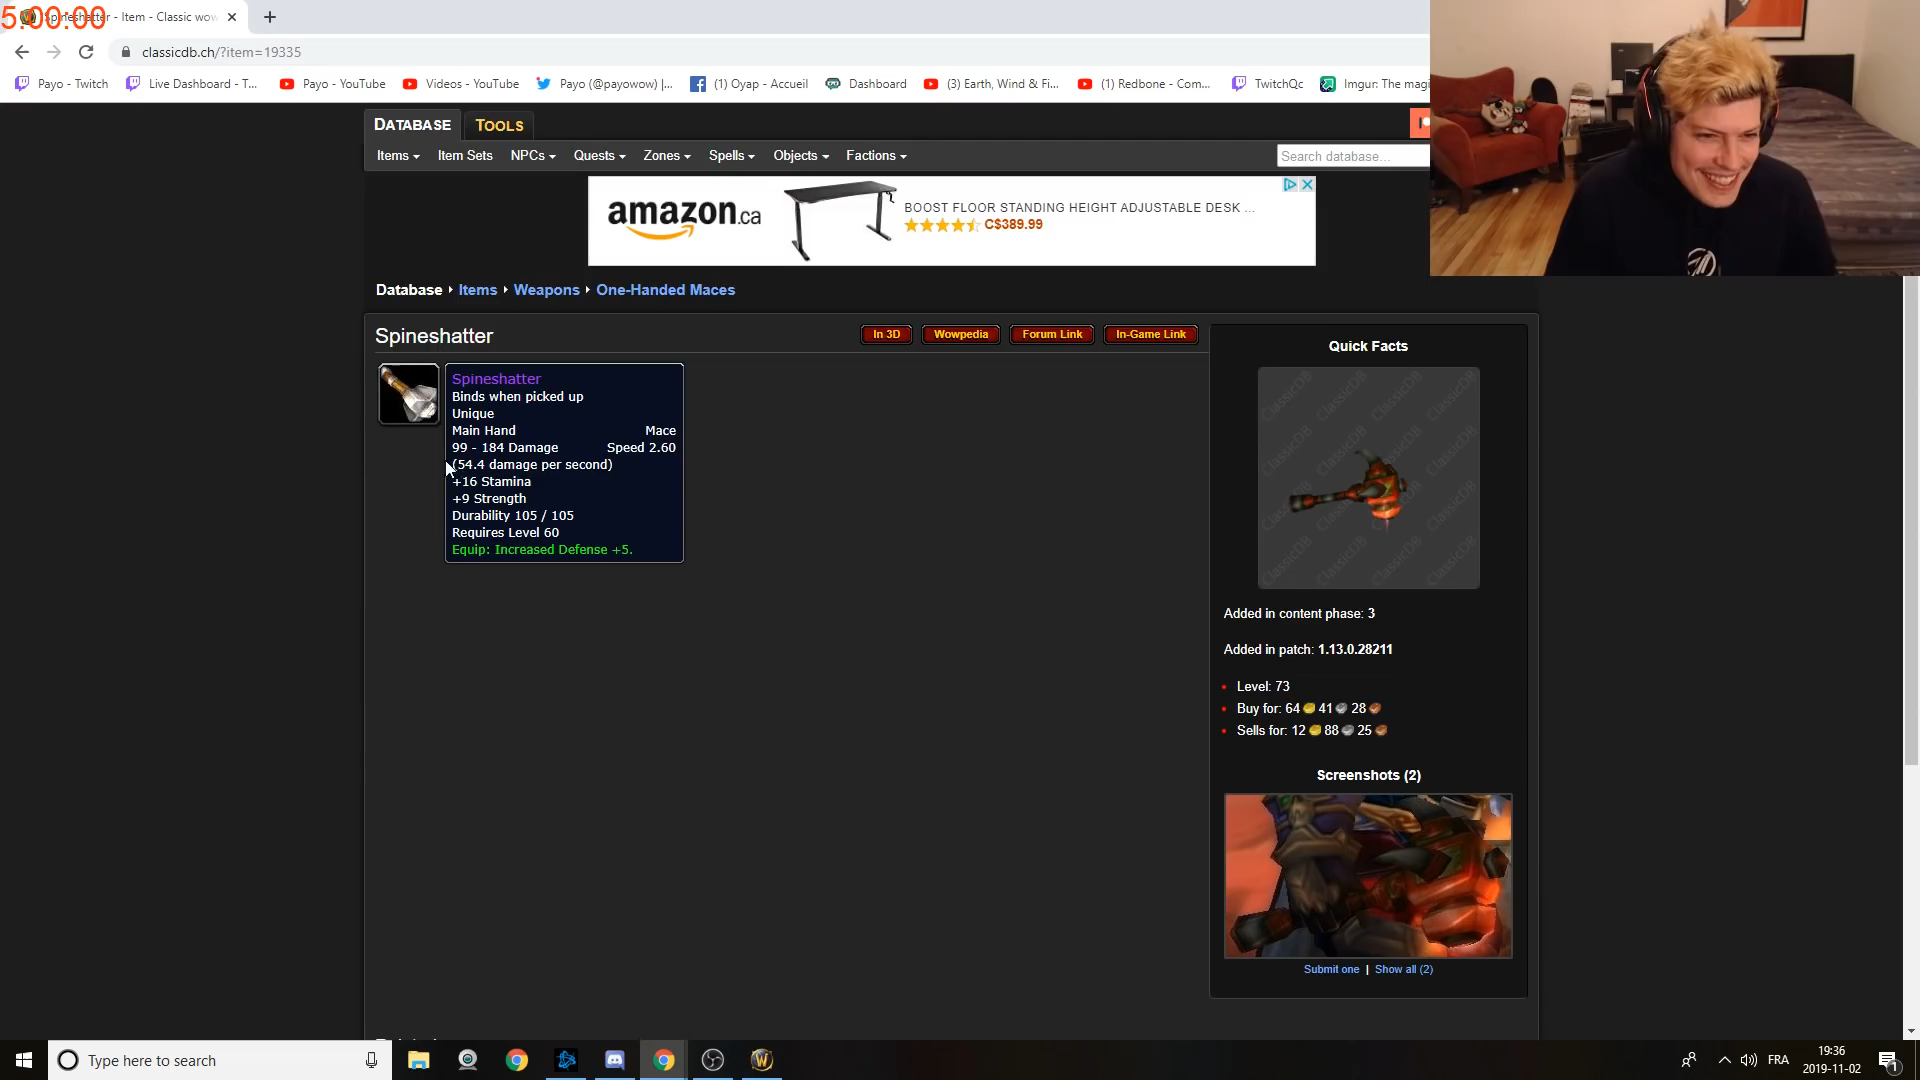 5:00:00
Spineshatter - Item - Classic wow
classicdb.ch/?item=19335
Payo - Twitch
Live Dashboard - T...
Payo - YouTube
Videos - YouTube
Payo (@payowow) |...
(1) Oyap - Accueil
Dashboard
(3) Earth, Wind & Fi...
(1) Redbone - Com...
TwitchQc
Imgur: The magi
DATABASE
TOOLS
Items
Item Sets
NPCs
Quests
Zones
Spells
Objects
Factions
Search database...
amazon.ca
BOOST FLOOR STANDING HEIGHT ADJUSTABLE DESK ...
C$389.99
Database
Items
Weapons
One-Handed Maces
Spineshatter
In 3D
Wowpedia
Forum Link
In-Game Link
Spineshatter
Binds when picked up
Unique
Main Hand Mace
99 - 184 Damage Speed 2.60
(54.4 damage per second)
+16 Stamina
+9 Strength
Durability 105 / 105
Requires Level 60
Equip: Increased Defense +5.
Quick Facts
ClassicDB
Added in content phase: 3
Added in patch: 1.13.0.28211
Level: 73
Buy for: 64 41 28
Sells for: 12 88 25
Screenshots (2)
Submit one | Show all (2)
Type here to search
FRA
19:36
2019-11-02
1